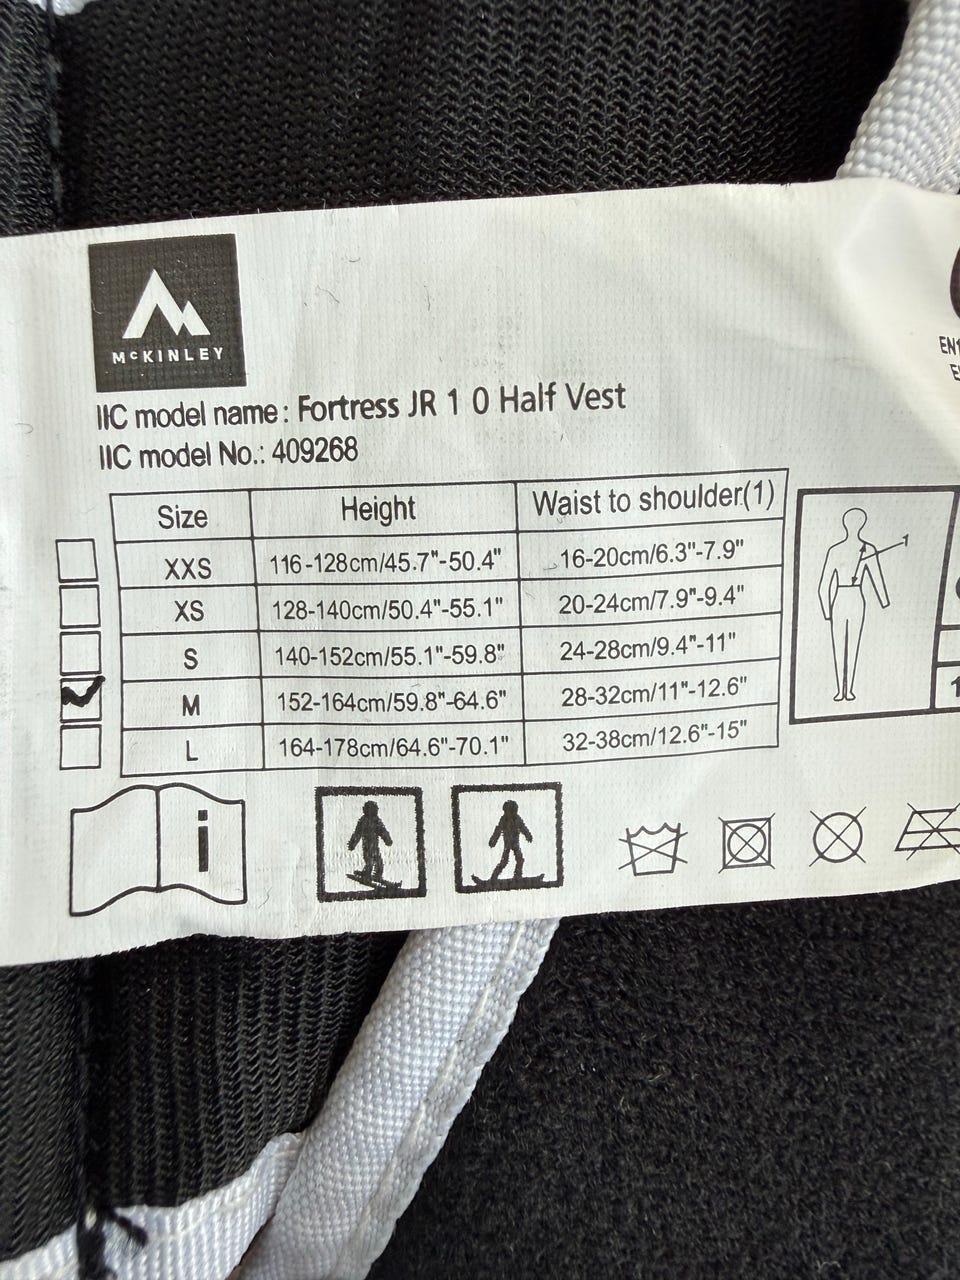 McKINLEY
IIC model name: Fortress JR 1 0 Half Vest
IIC model No.: 409268
Size Height Waist to shoulder(1)
XXS 116-128cm/45.7"-50.4" 16-20cm/6.3"-7.9"
XS 128-140cm/50.4"-55.1" 20-24cm/7.9"-9.4"
S 140-152cm/55.1"-59.8" 24-28cm/9.4"-11"
M 152-164cm/59.8"-64.6" 28-32cm/11"-12.6"
L 164-178cm/64.6"-70.1" 32-38cm/12.6"-15"
1
i